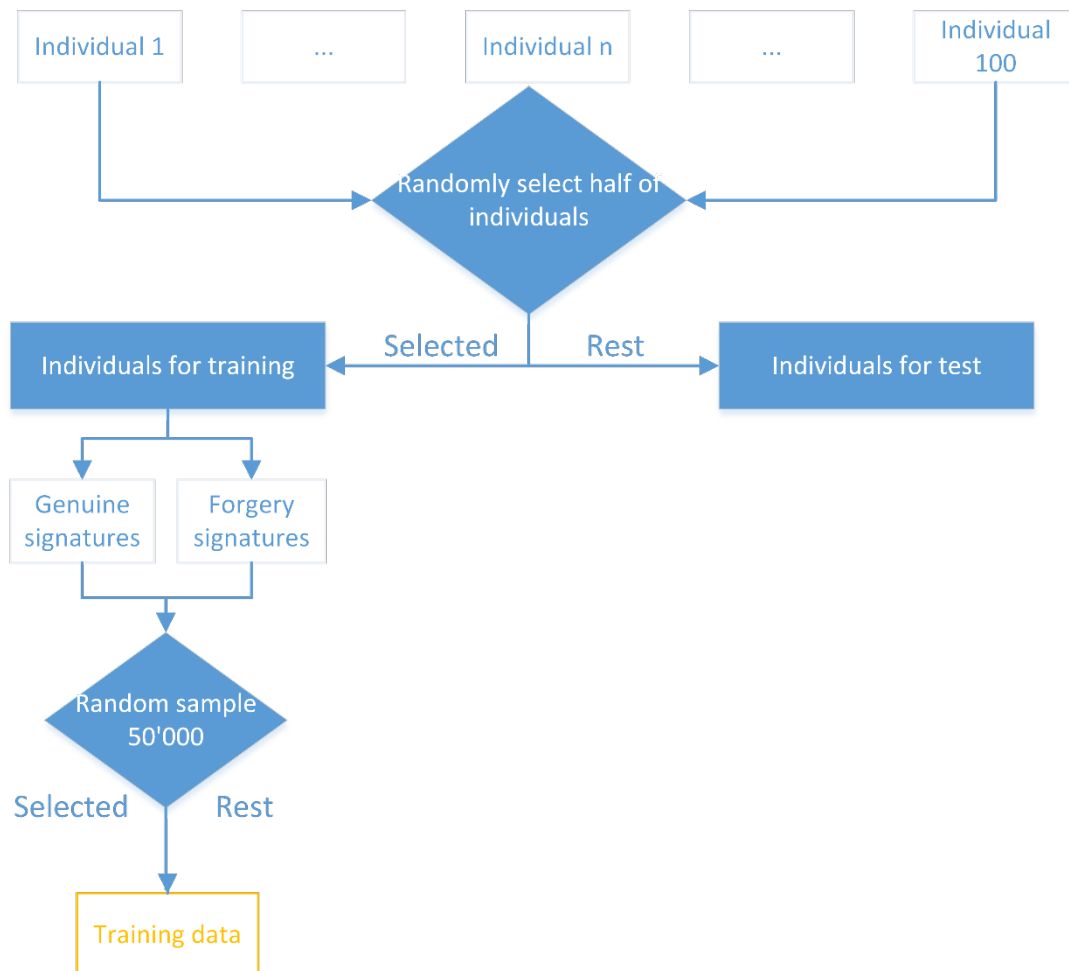 Individual 1
...
Individual n
...
Individual
100
Randomly select half of
individuals
Selected
Rest
Individuals for training
Individuals for test
Genuine
signatures
Forgery
signatures
Random sample
50'000
Selected
Rest
Training data